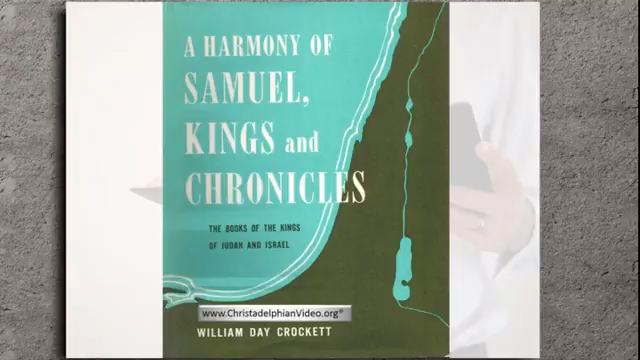 A HARMONY OF
SAMUEL,
KINGS and
CHRONICLES
THE BOOKS OF THE KINGS
OF JUDAH AND ISRAEL
www.ChristadelphianVideo.org®
WILLIAM DAY CROCKETT